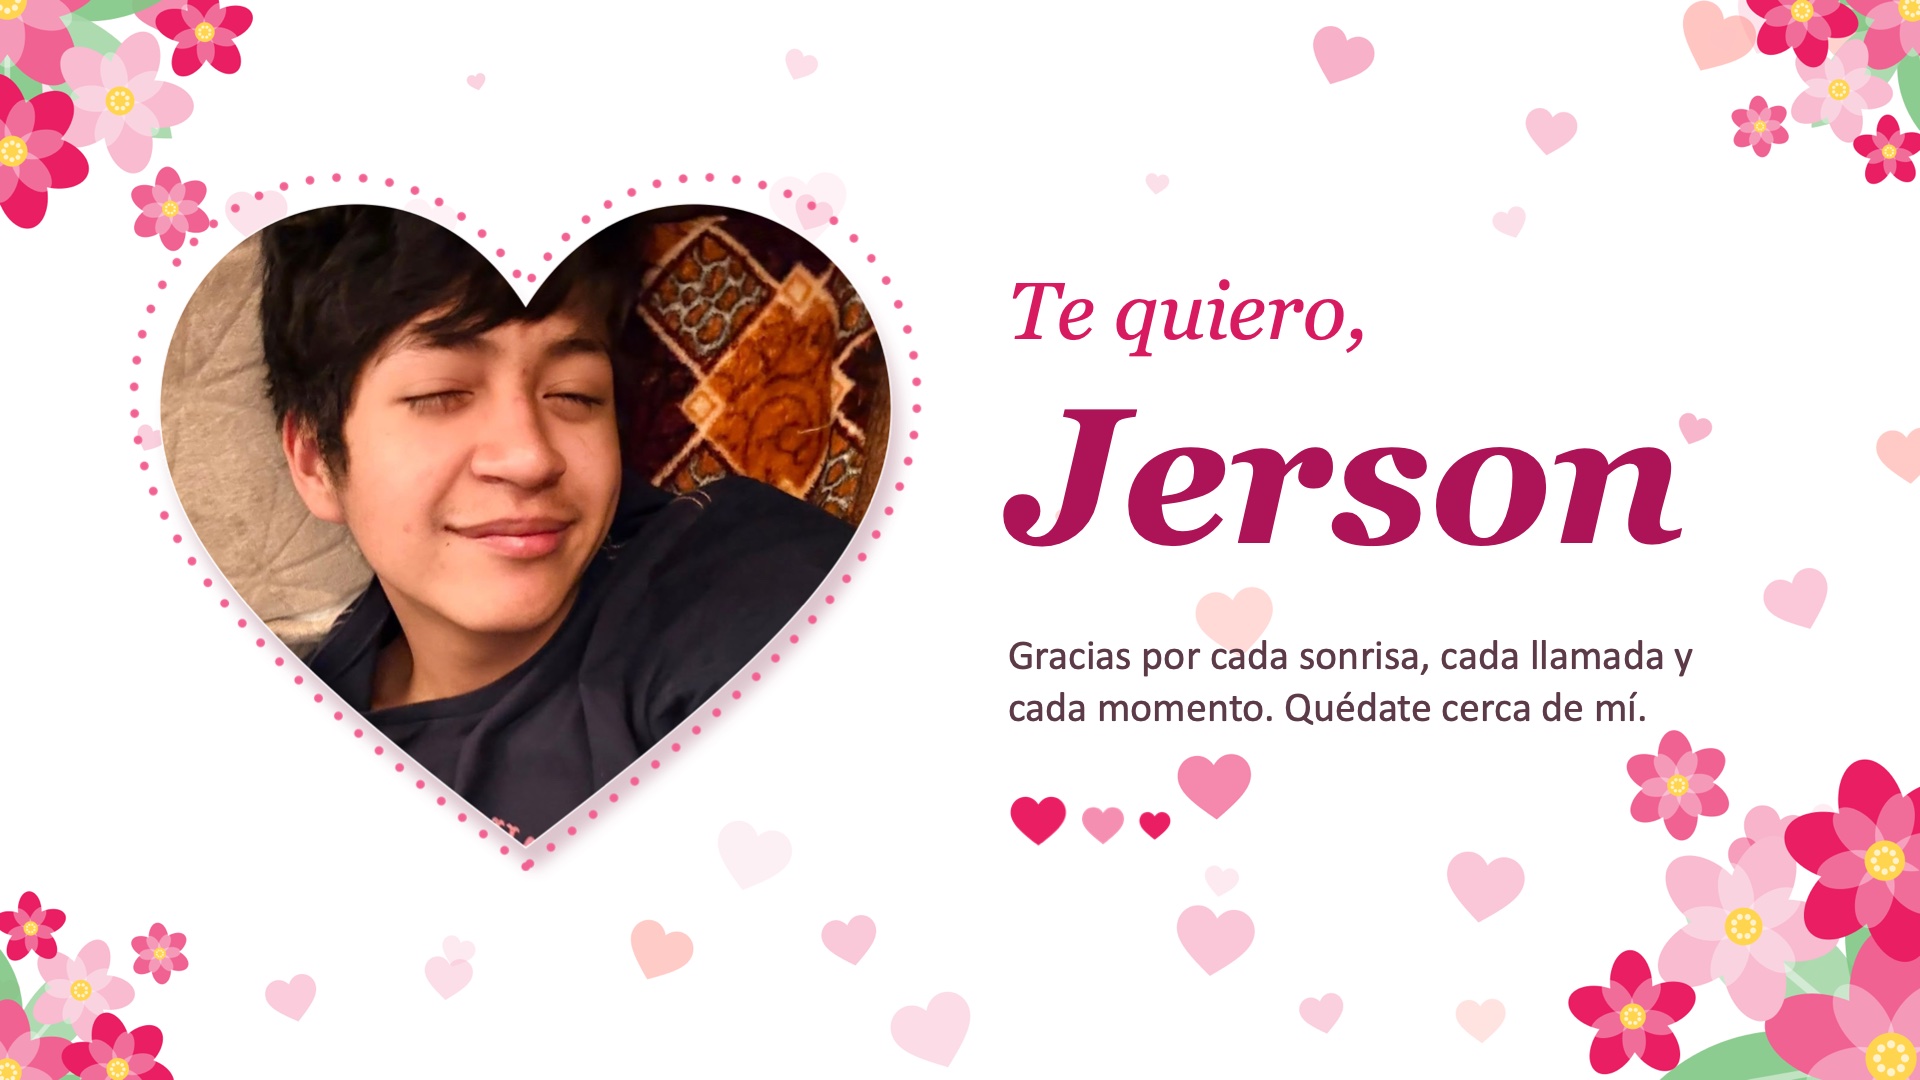 Te quiero,
Jerson
Gracias por cada sonrisa, cada llamada y
cada momento. Quédate cerca de mí.